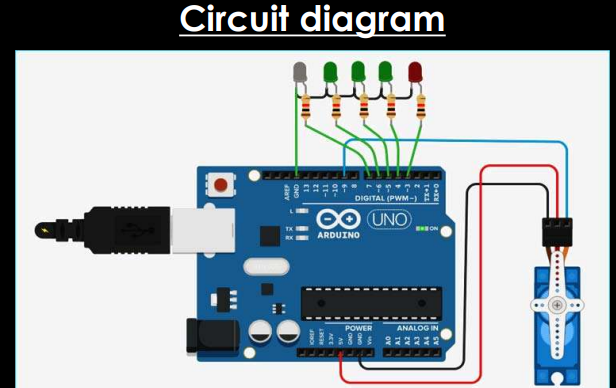 Circuit diagram
AREF
GND
13
12
~11
~10
~9
8
7
~6
~5
4
~3
2
TX→1
RX←0
DIGITAL (PWM~)
L
TX
RX
UNO
ON
ARDUINO
POWER
ANALOG IN
IOREF
RESET
3.3V
5V
GND
GND
Vin
A0
A1
A2
A3
A4
A5